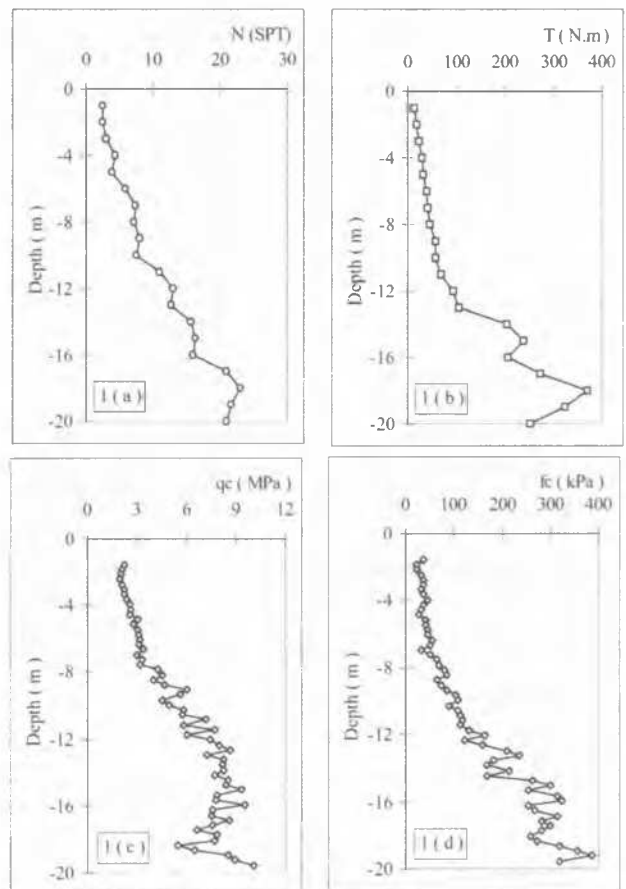 N (SPT)
0 10 20 30
0
-4
-8
-12
-16
-20
Depth ( m )
1 ( a )
T ( N.m )
0 100 200 300 400
0
-4
-8
-12
-16
-20
Depth ( m )
1 ( b )
qc ( MPa )
0 3 6 9 12
0
-4
-8
-12
-16
-20
Depth ( m )
1 ( c )
fc ( kPa )
0 100 200 300 400
0
-4
-8
-12
-16
-20
Depth ( m )
1 ( d )